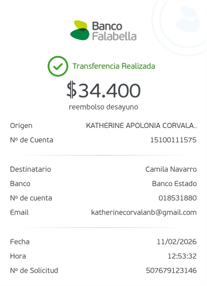 Banco
Falabella
Transferencia Realizada
$34.400
reembolso desayuno
Origen KATHERINE APOLONIA CORVALA..
Nº de Cuenta 15100111575
Destinatario Camila Navarro
Banco Banco Estado
Nº de cuenta 018531880
Email katherinecorvalanb@gmail.com
Fecha 11/02/2026
Hora 12:53:32
Nº de Solicitud 507679123146